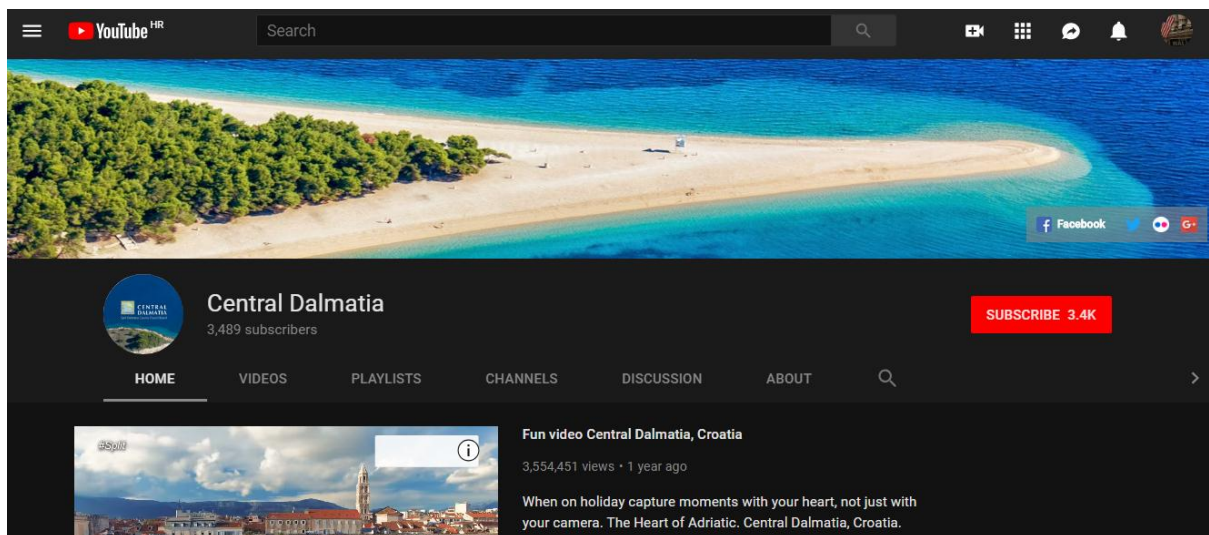 YouTube HR
Search
Facebook
CENTRAL
DALMATIA
Central Dalmatia
3,489 subscribers
SUBSCRIBE 3.4K
HOME VIDEOS PLAYLISTS CHANNELS DISCUSSION ABOUT
#Split
Fun video Central Dalmatia, Croatia
3,554,451 views • 1 year ago
When on holiday capture moments with your heart, not just with
your camera. The Heart of Adriatic. Central Dalmatia, Croatia.